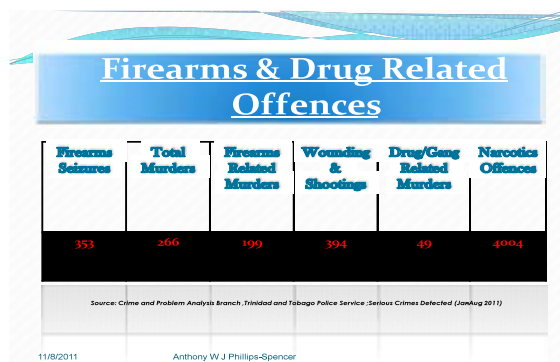 Firearms & Drug Related
Offences
Firearms Seizures
Total Murders
Firearms Related Murders
Wounding & Shootings
Drug/Gang Related Murders
Narcotics Offences
353 266 199 394 49 4004
Source: Crime and Problem Analysis Branch ,Trinidad and Tobago Police Service ;Serious Crimes Detected (Jan-Aug 2011)
11/8/2011 Anthony W J Phillips-Spencer